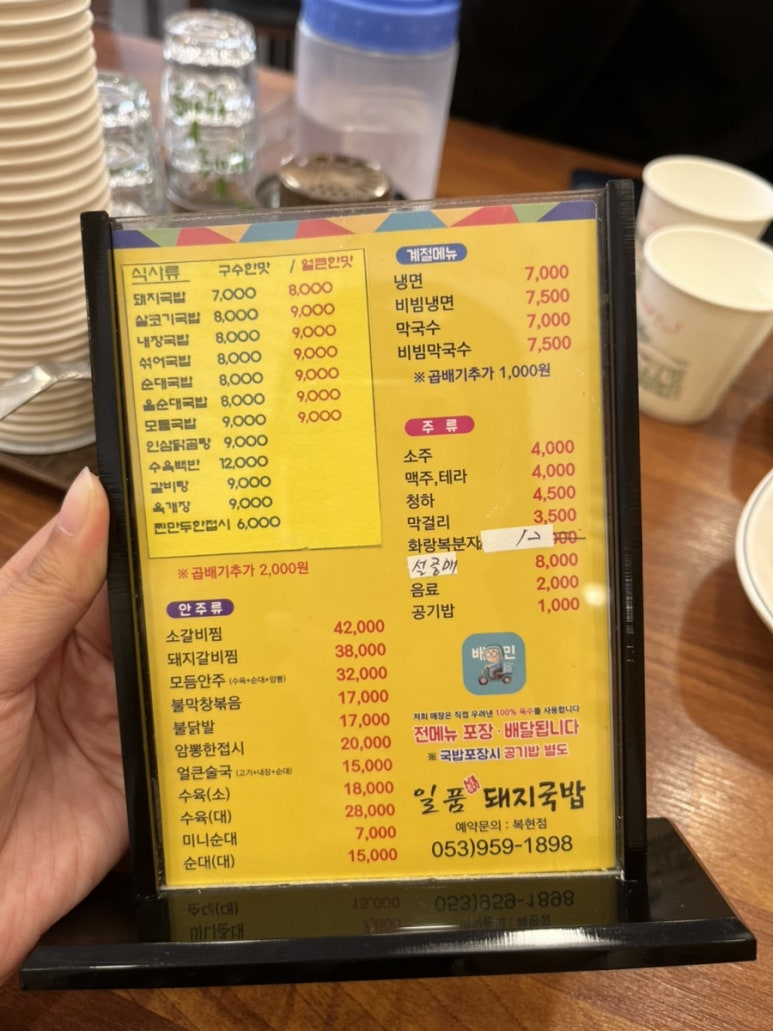 식사류 구수한맛 / 얼큰한맛
돼지국밥 7,000 8,000
살코기국밥 8,000 9,000
내장국밥 8,000 9,000
섞어국밥 8,000 9,000
순대국밥 8,000 9,000
올순대국밥 8,000 9,000
모듬국밥 9,000 9,000
인삼닭곰탕 9,000
수육백반 12,000
갈비탕 9,000
육개장 9,000
찐만두한접시 6,000
※ 곱배기추가 2,000원
안주류
소갈비찜 42,000
돼지갈비찜 38,000
모듬안주 (수육+순대+암뽕) 32,000
불막창볶음 17,000
불닭발 17,000
암뽕한접시 20,000
얼큰술국 (고기+내장+순대) 15,000
수육(소) 18,000
수육(대) 28,000
미니순대 7,000
순대(대) 15,000
계절메뉴
냉면 7,000
비빔냉면 7,500
막국수 7,000
비빔막국수 7,500
※ 곱배기추가 1,000원
주 류
소주 4,000
맥주,테라 4,000
청하 4,500
막걸리 3,500
화랑복분자
설중매 8,000
음료 2,000
공기밥 1,000
배민
저희 매장은 직접 우려낸 100% 육수를 사용합니다
전메뉴 포장 · 배달됩니다
※ 국밥포장시 공기밥 별도
일품 돼지국밥
예약문의 : 복현점
053)959-1898